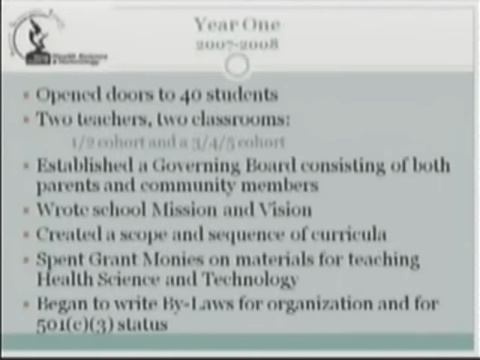 Health Science
& Technology
Year One
2007-2008
Opened doors to 40 students
Two teachers, two classrooms:
1/2 cohort and a 3/4/5 cohort
Established a Governing Board consisting of both
parents and community members
Wrote school Mission and Vision
Created a scope and sequence of curricula
Spent Grant Monies on materials for teaching
Health Science and Technology
Began to write By-Laws for organization and for
501(c)(3) status